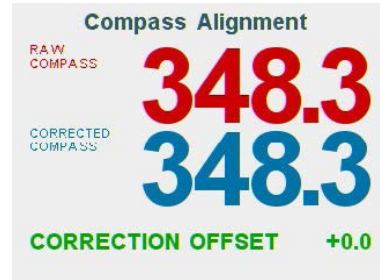 Compass Alignment
RAW
COMPASS
348.3
CORRECTED
COMPASS
348.3
CORRECTION OFFSET +0.0